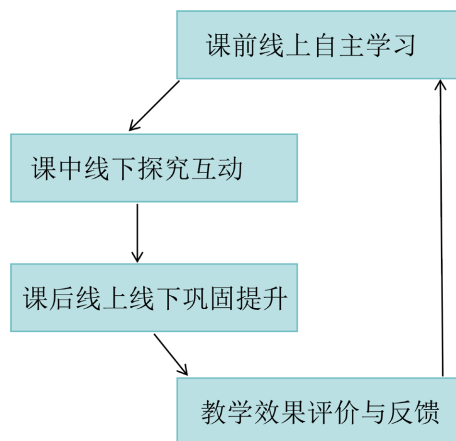 课前线上自主学习
课中线下探究互动
课后线上线下巩固提升
教学效果评价与反馈